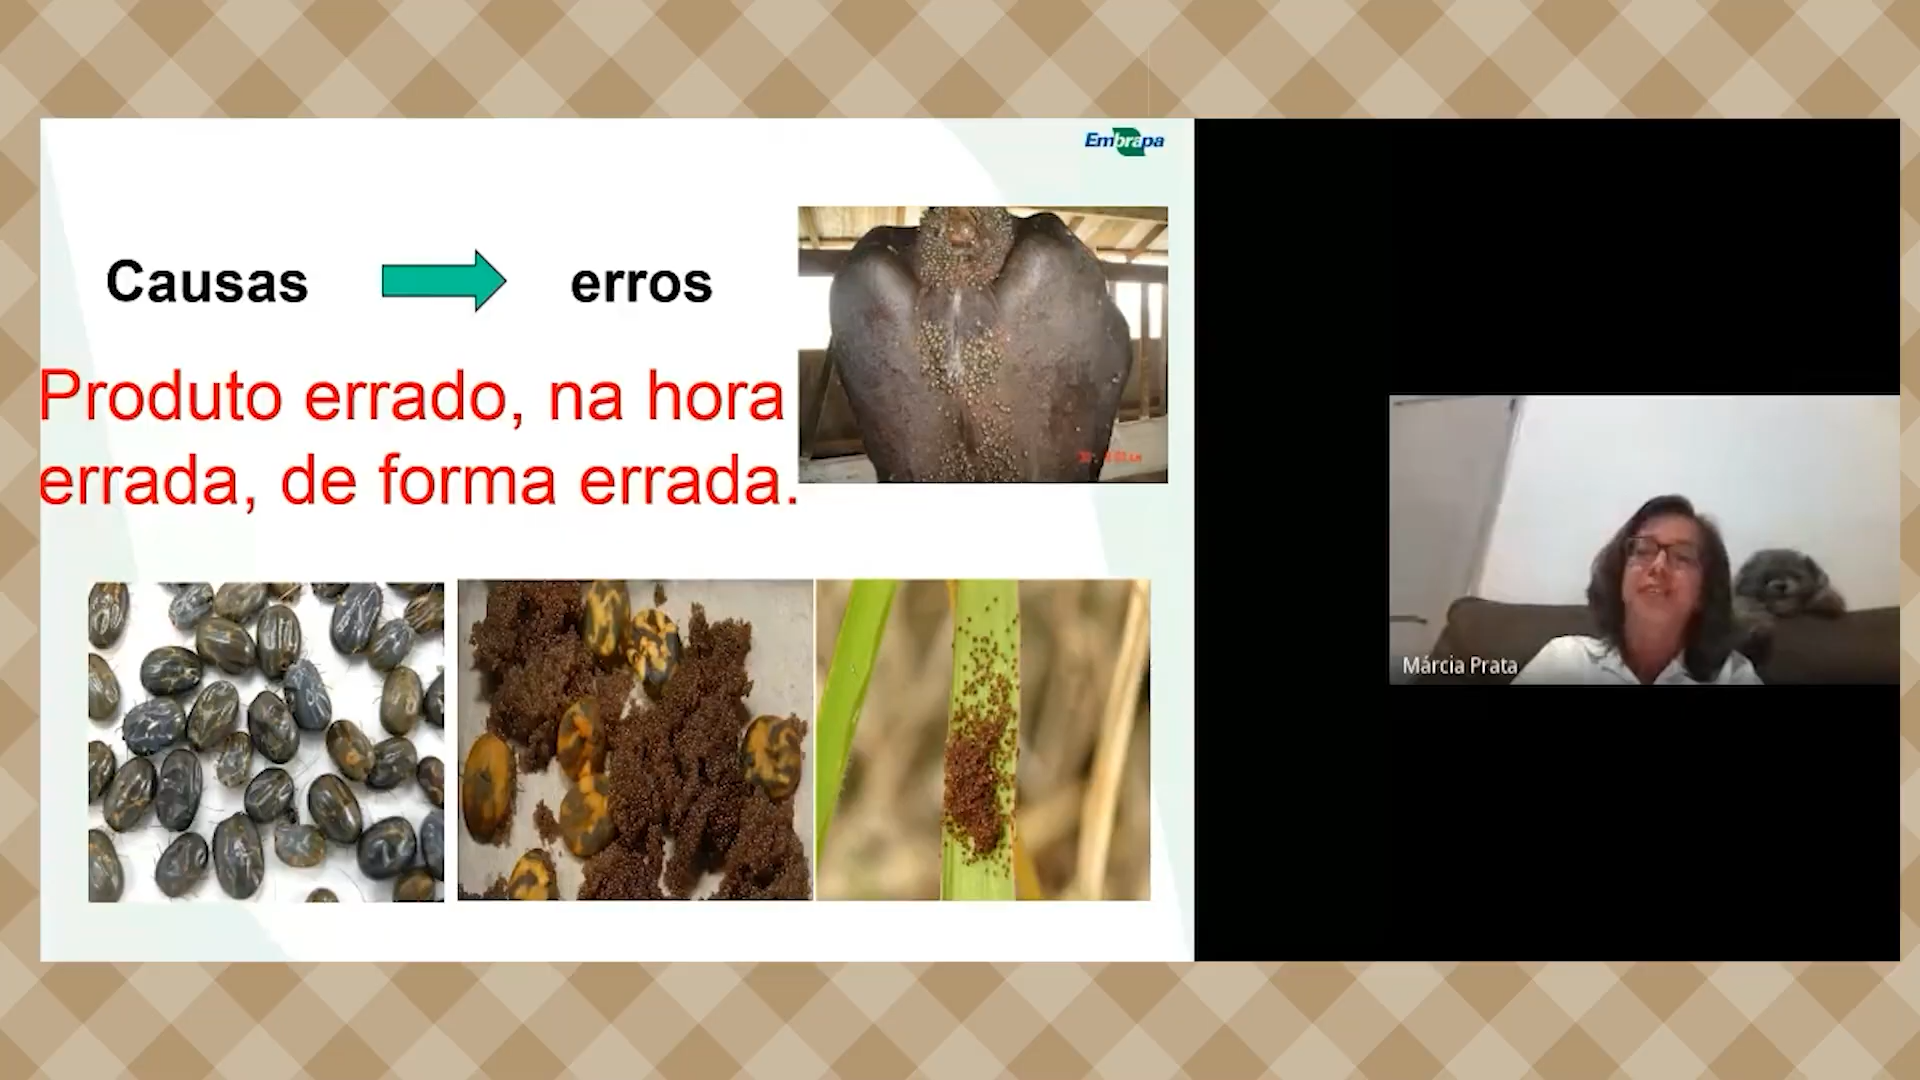 Embrapa
Causas
erros
Produto errado, na hora
errada, de forma errada.
Márcia Prata